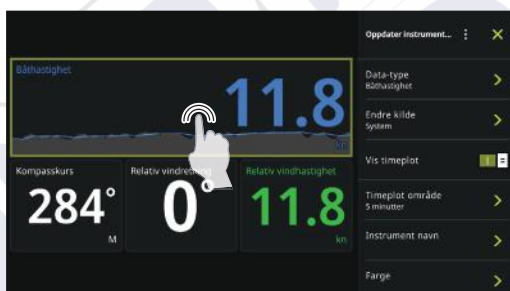 Oppdater instrument...
Båthastighet
11.8
kn
Kompasskurs
284°
M
Relativ vindretning
0°
Relativ vindhastighet
11.8
kn
Data-type
Båthastighet
Endre kilde
System
Vis timeplot
Timeplot område
5 minutter
Instrument navn
Farge